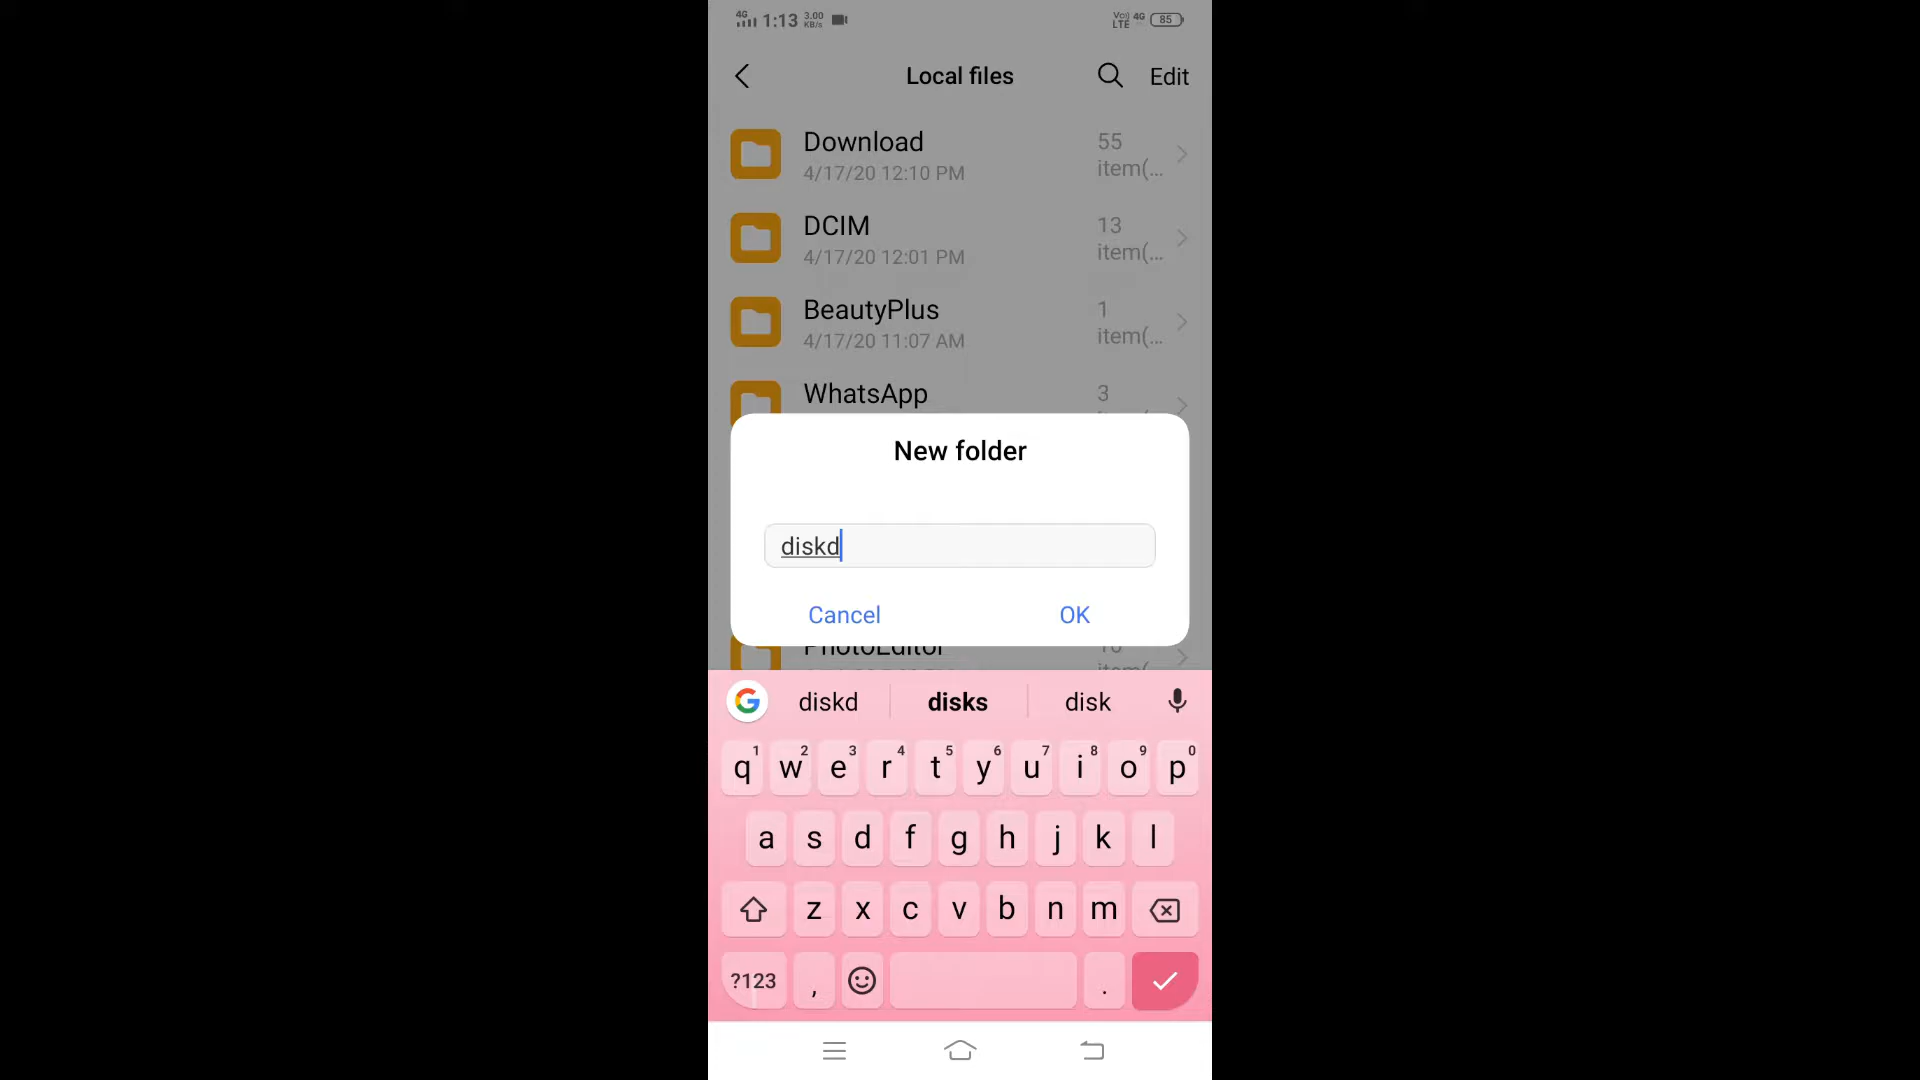 4G 1:13 3.00 KB/s Vo)) LTE 4G 85
Local files Edit
Download 55 item(...
4/17/20 12:10 PM
DCIM 13 item(...
4/17/20 12:01 PM
BeautyPlus 1 item(...
4/17/20 11:07 AM
WhatsApp 3
New folder
diskd
Cancel OK
PhotoEditor
diskd disks disk
q1 w2 e3 r4 t5 y6 u7 i8 o9 p0
a s d f g h j k l
z x c v b n m
?123 , .